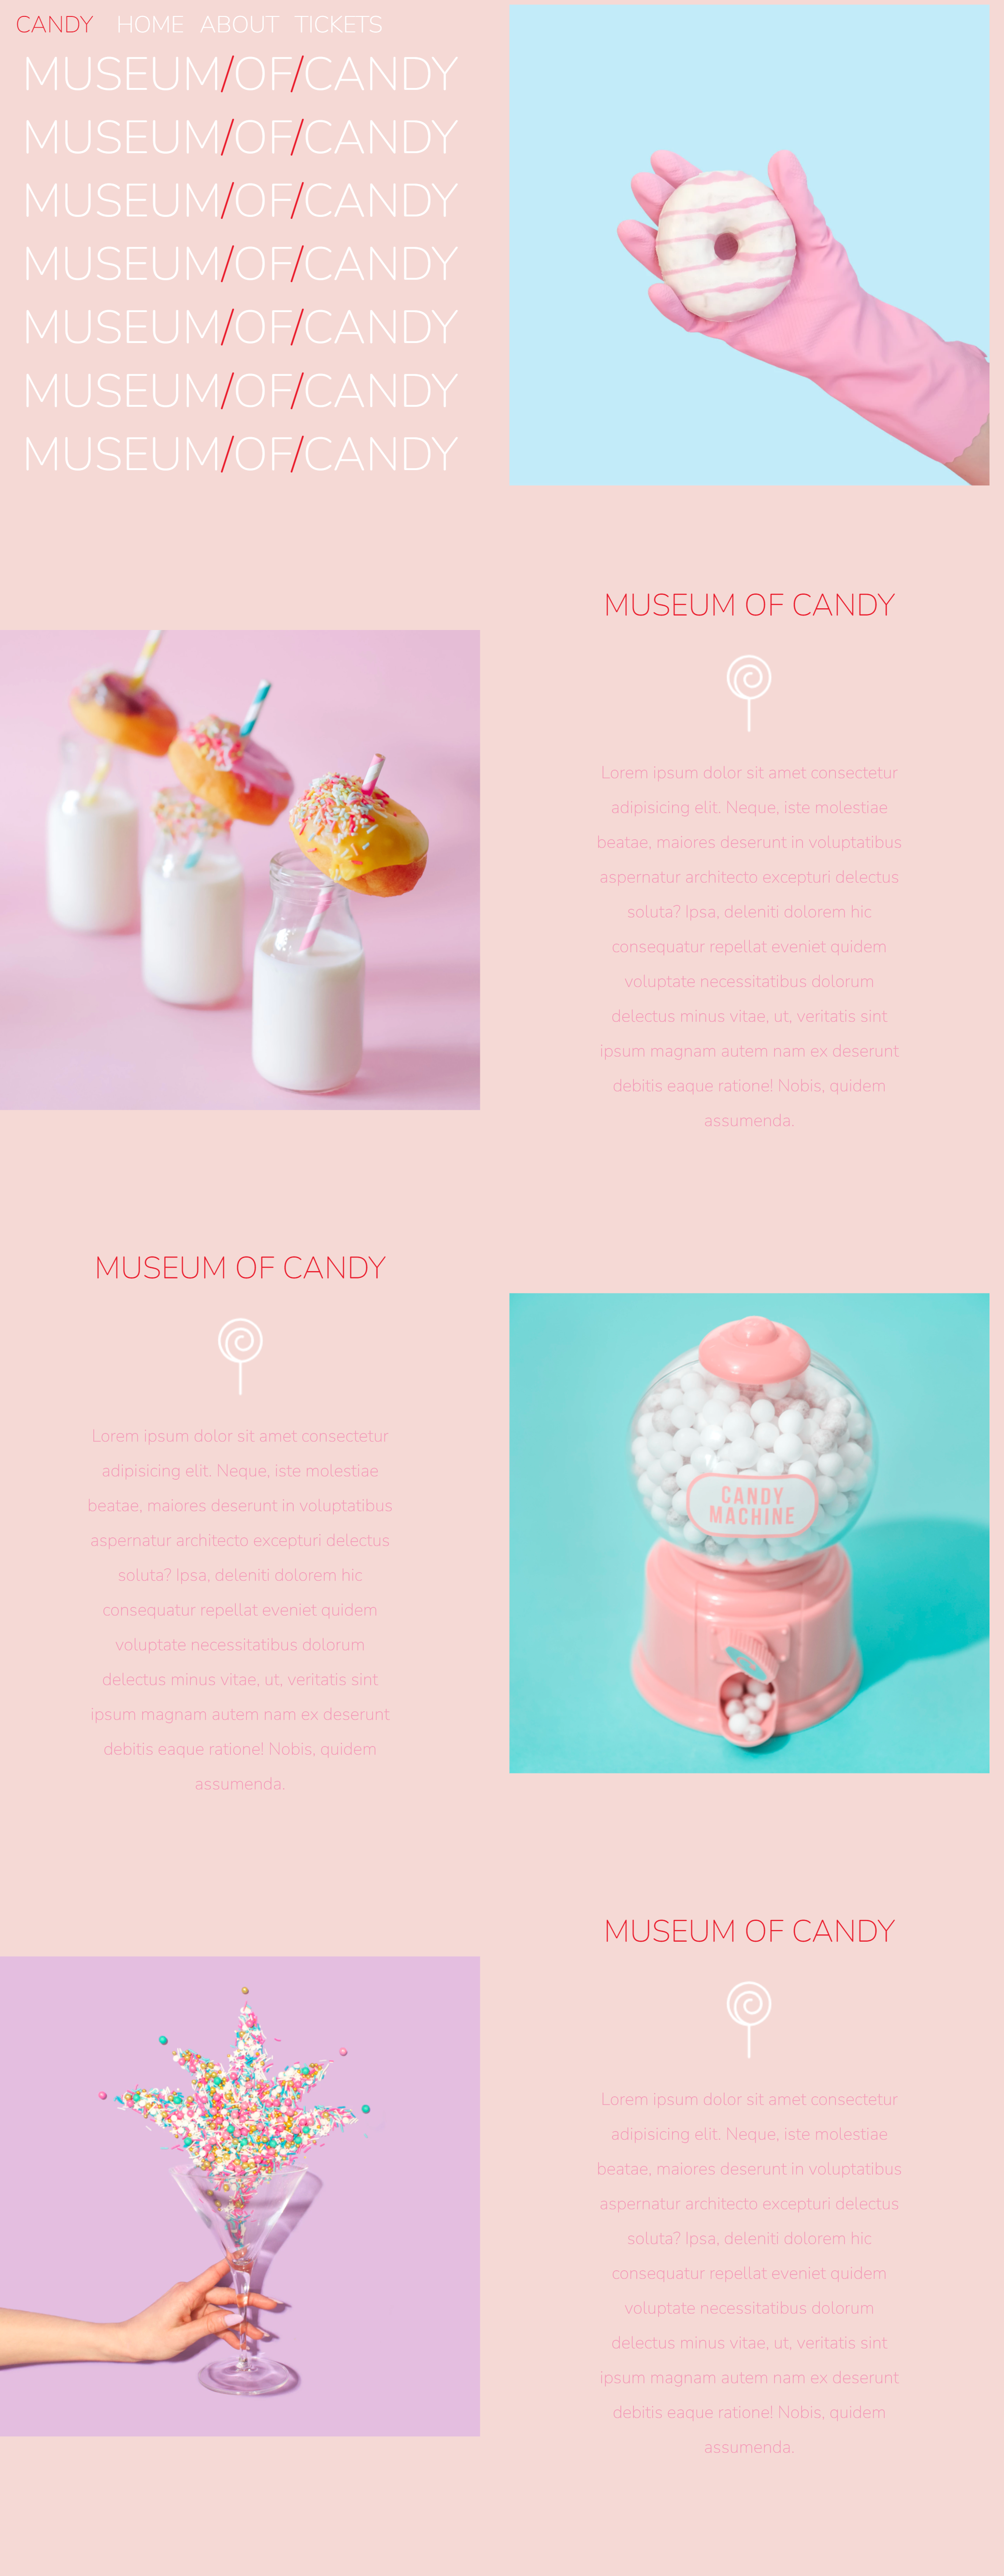 CANDY HOME ABOUT TICKETS
MUSEUM/OF/CANDY
MUSEUM/OF/CANDY
MUSEUM/OF/CANDY
MUSEUM/OF/CANDY
MUSEUM/OF/CANDY
MUSEUM/OF/CANDY
MUSEUM/OF/CANDY
MUSEUM OF CANDY
Lorem ipsum dolor sit amet consectetur
adipisicing elit. Neque, iste molestiae
beatae, maiores deserunt in voluptatibus
aspernatur architecto excepturi delectus
soluta? Ipsa, deleniti dolorem hic
consequatur repellat eveniet quidem
voluptate necessitatibus dolorum
delectus minus vitae, ut, veritatis sint
ipsum magnam autem nam ex deserunt
debitis eaque ratione! Nobis, quidem
assumenda.
MUSEUM OF CANDY
Lorem ipsum dolor sit amet consectetur
adipisicing elit. Neque, iste molestiae
beatae, maiores deserunt in voluptatibus
aspernatur architecto excepturi delectus
soluta? Ipsa, deleniti dolorem hic
consequatur repellat eveniet quidem
voluptate necessitatibus dolorum
delectus minus vitae, ut, veritatis sint
ipsum magnam autem nam ex deserunt
debitis eaque ratione! Nobis, quidem
assumenda.
CANDY
MACHINE
MUSEUM OF CANDY
Lorem ipsum dolor sit amet consectetur
adipisicing elit. Neque, iste molestiae
beatae, maiores deserunt in voluptatibus
aspernatur architecto excepturi delectus
soluta? Ipsa, deleniti dolorem hic
consequatur repellat eveniet quidem
voluptate necessitatibus dolorum
delectus minus vitae, ut, veritatis sint
ipsum magnam autem nam ex deserunt
debitis eaque ratione! Nobis, quidem
assumenda.